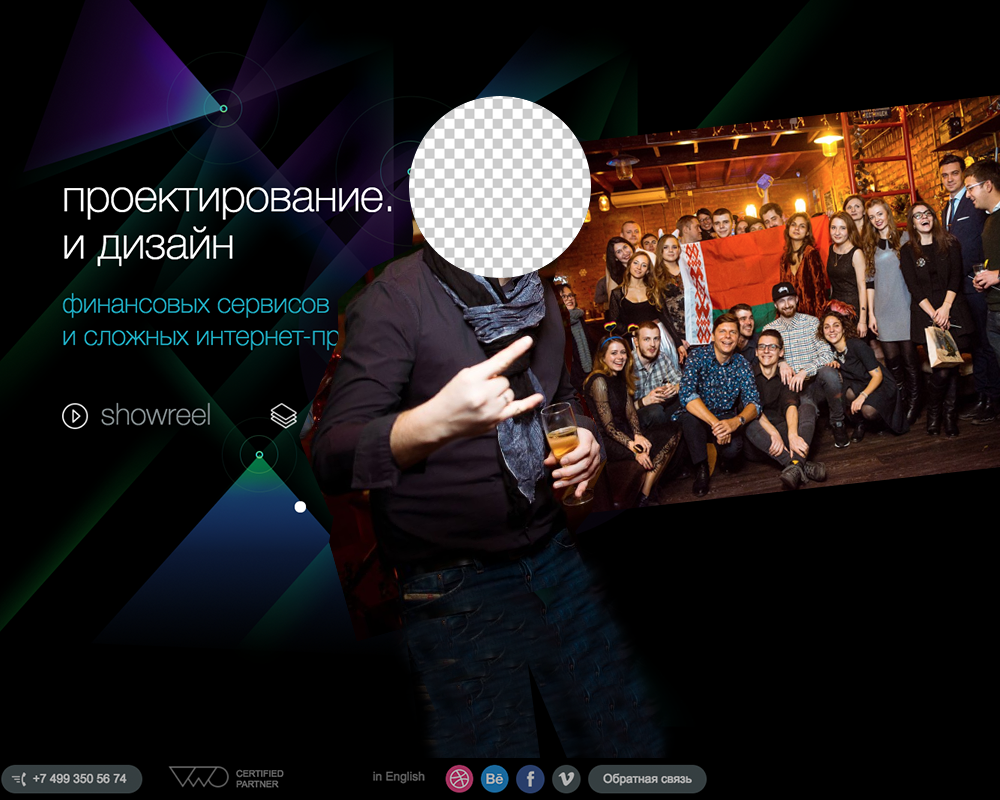 проектирование.
и дизайн
финансовых сервисов
и сложных интернет-пр
showreel
+7 499 350 56 74
VWO
CERTIFIED
PARTNER
in English
Bē
f
v
Обратная связь